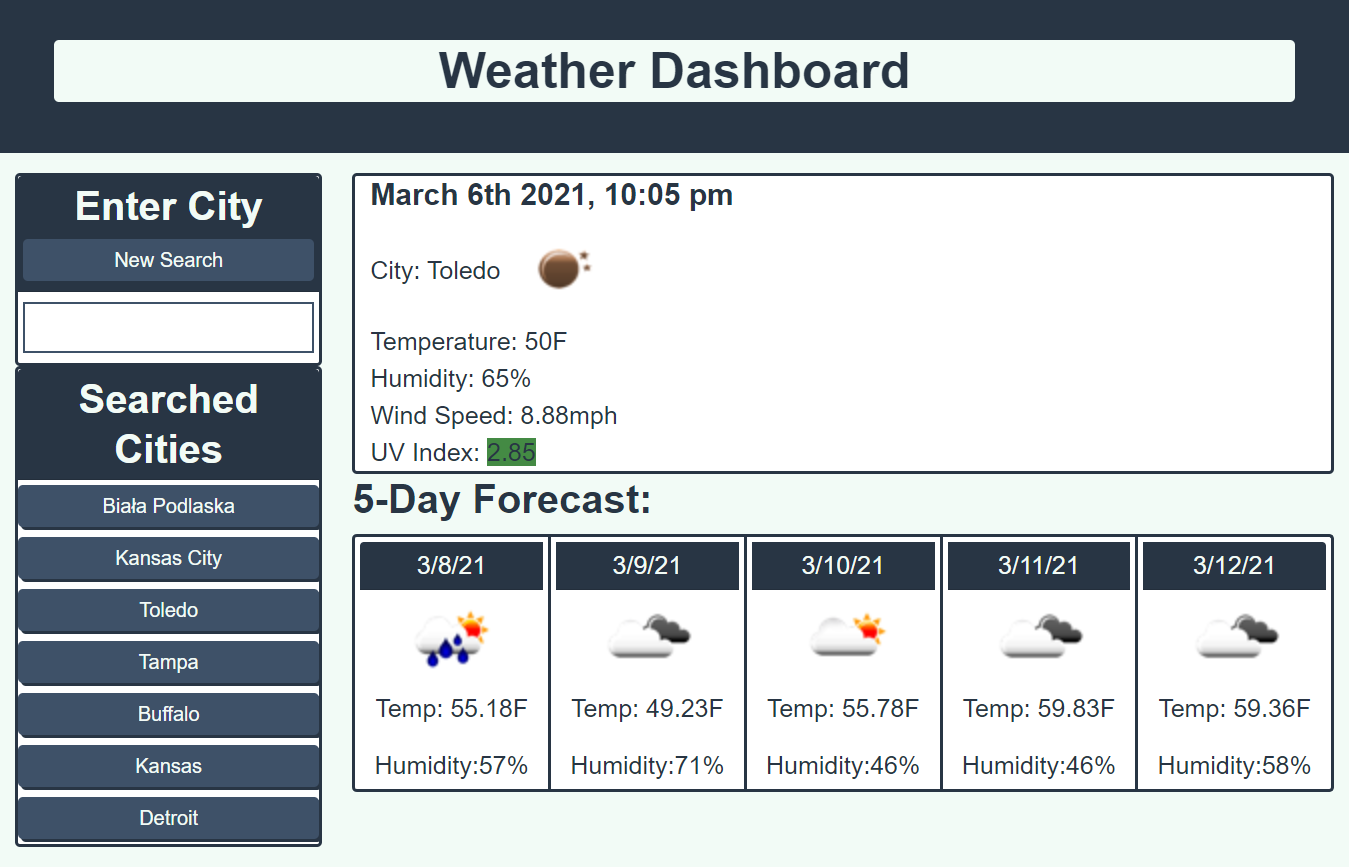 Weather Dashboard
Enter City
New Search
Searched
Cities
Biała Podlaska
Kansas City
Toledo
Tampa
Buffalo
Kansas
Detroit
March 6th 2021, 10:05 pm
City: Toledo
Temperature: 50F
Humidity: 65%
Wind Speed: 8.88mph
UV Index: 2.85
5-Day Forecast:
3/8/21
Temp: 55.18F
Humidity:57%
3/9/21
Temp: 49.23F
Humidity:71%
3/10/21
Temp: 55.78F
Humidity:46%
3/11/21
Temp: 59.83F
Humidity:46%
3/12/21
Temp: 59.36F
Humidity:58%